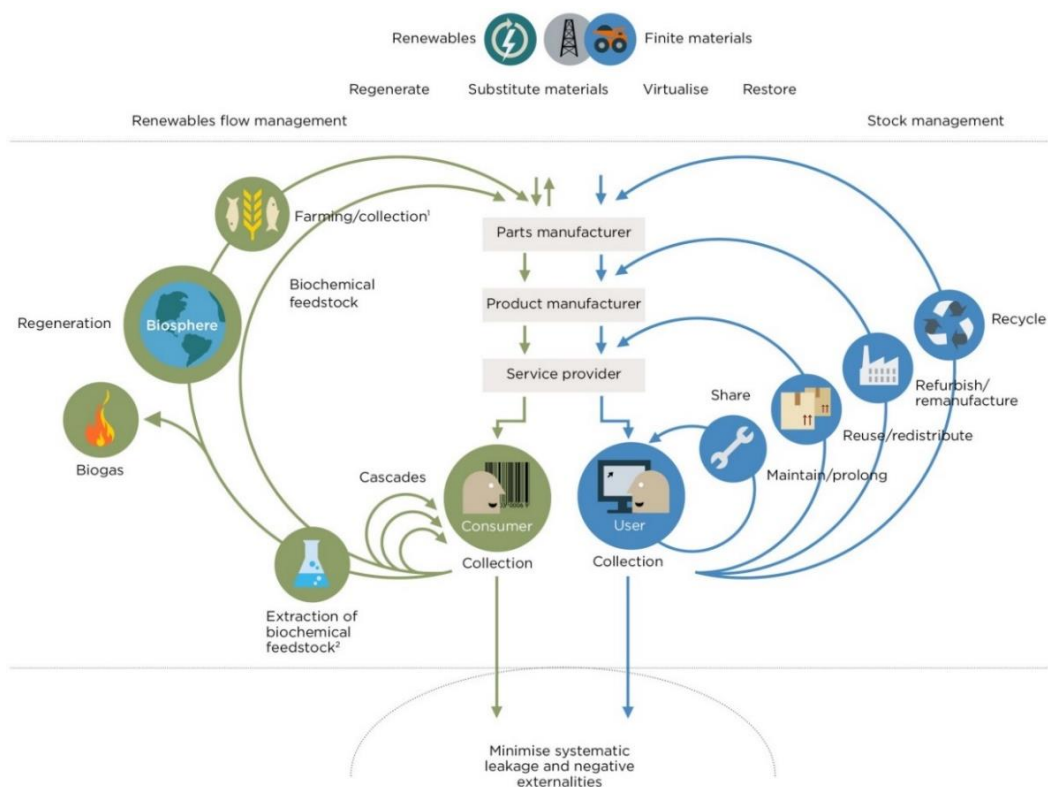 Renewables
Finite materials
Regenerate
Substitute materials
Virtualise
Restore
Renewables flow management
Stock management
Farming/collection¹
Parts manufacturer
Biochemical
feedstock
Product manufacturer
Regeneration
Biosphere
Recycle
Service provider
Share
Refurbish/
remanufacture
Reuse/redistribute
Biogas
Cascades
Maintain/prolong
Consumer
User
Collection
Collection
Extraction of
biochemical
feedstock²
Minimise systematic
leakage and negative
externalities